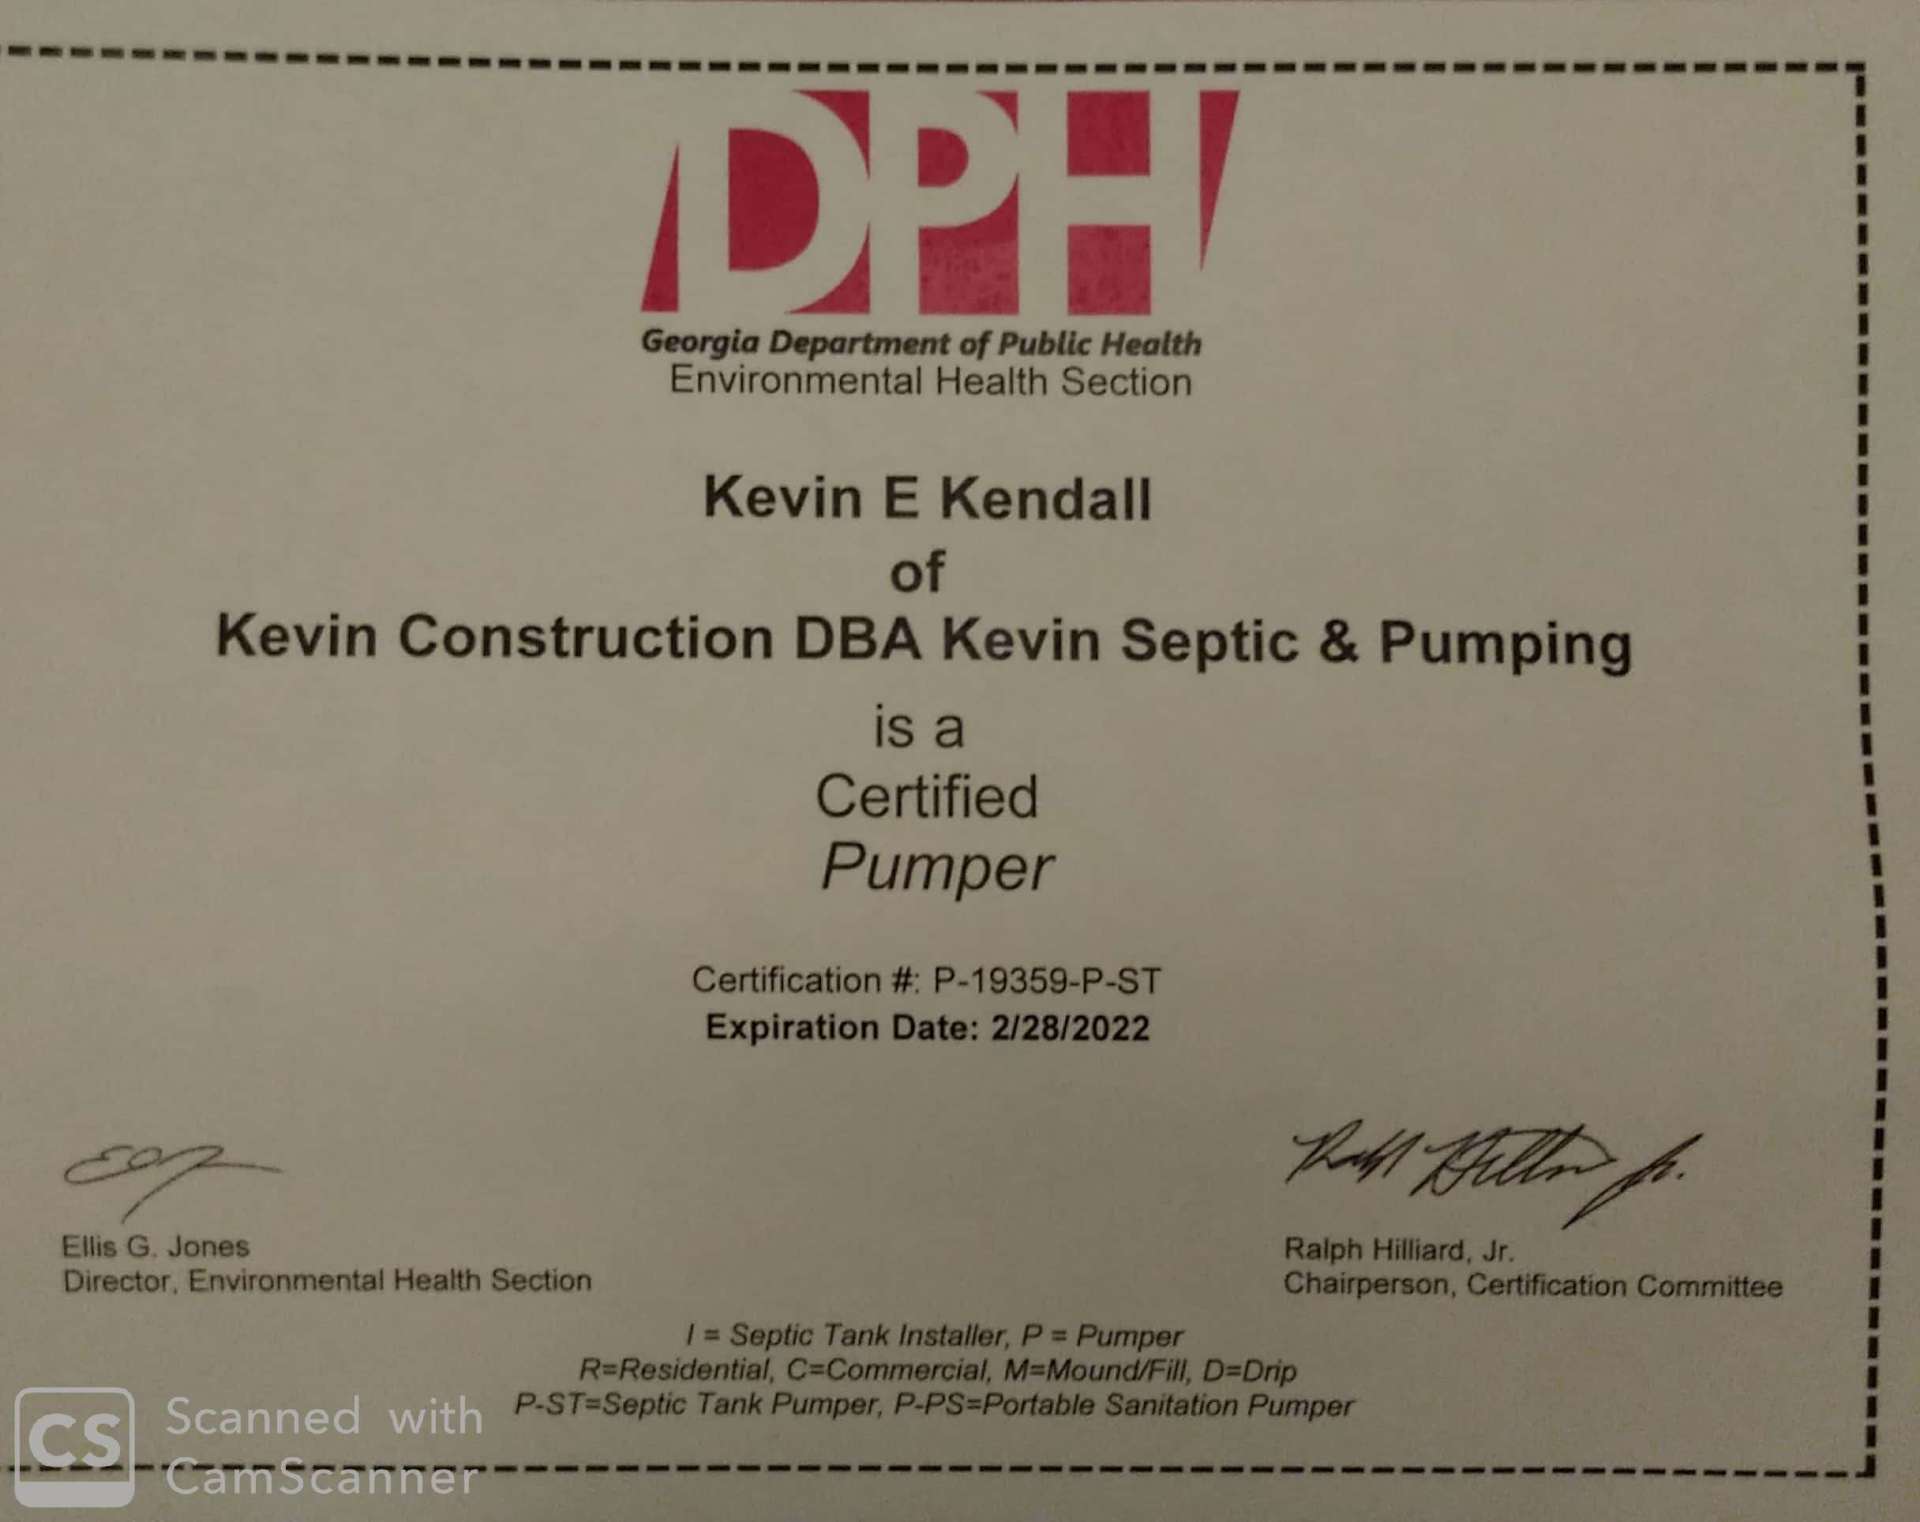 DPH
Georgia Department of Public Health
Environmental Health Section
Kevin E Kendall
of
Kevin Construction DBA Kevin Septic & Pumping
is a
Certified
Pumper
Certification #: P-19359-P-ST
Expiration Date: 2/28/2022
Ralph Hilliard Jr.
Ellis G. Jones
Director, Environmental Health Section
Ralph Hilliard, Jr.
Chairperson, Certification Committee
I = Septic Tank Installer, P = Pumper
R=Residential, C=Commercial, M=Mound/Fill, D=Drip
P-ST=Septic Tank Pumper, P-PS=Portable Sanitation Pumper
CS Scanned with
CamScanner